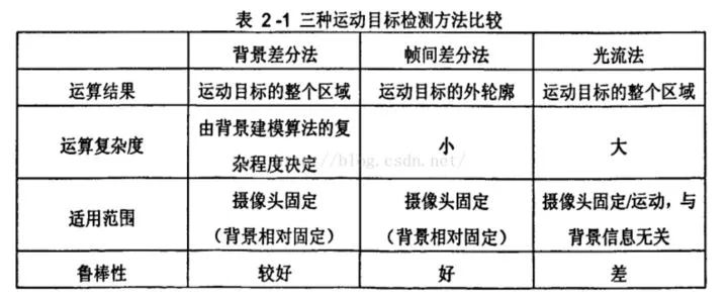 表 2-1 三种运动目标检测方法比较
背景差分法 帧间差分法 光流法
运算结果 运动目标的整个区域 运动目标的外轮廓 运动目标的整个区域
运算复杂度 由背景建模算法的复杂程度决定 小 大
适用范围 摄像头固定（背景相对固定） 摄像头固定（背景相对固定） 摄像头固定/运动，与背景信息无关
鲁棒性 较好 好 差
//blog.csdn.net/